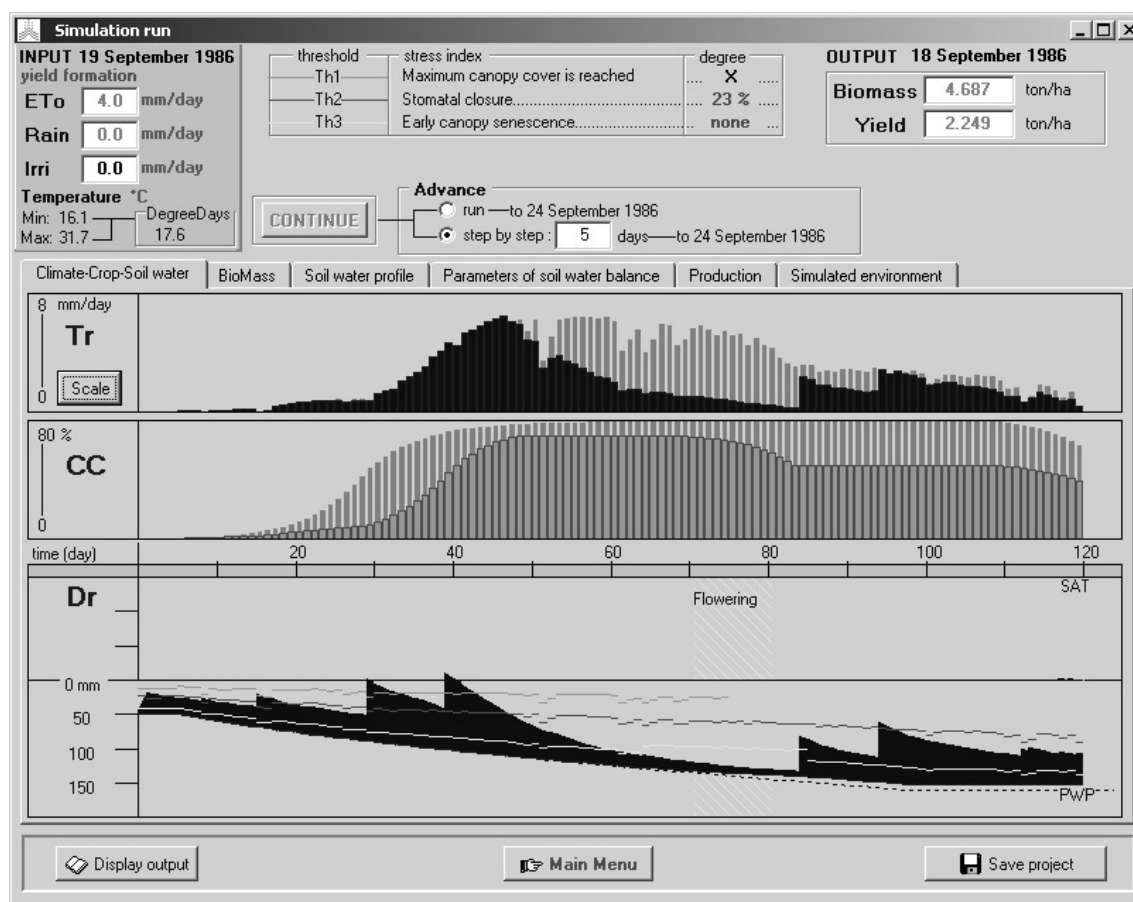 Simulation run
INPUT 19 September 1986
yield formation
ETo 4.0 mm/day
Rain 0.0 mm/day
Irri 0.0 mm/day
Temperature °C
Min: 16.1
Max: 31.7
DegreeDays
17.6
threshold stress index degree
Th1 Maximum canopy cover is reached .... X .....
Th2 Stomatal closure.................................... .... 23 % .....
Th3 Early canopy senescence........................ none ...
OUTPUT 18 September 1986
Biomass 4.687 ton/ha
Yield 2.249 ton/ha
CONTINUE
Advance
run to 24 September 1986
step by step : 5 days to 24 September 1986
Climate-Crop-Soil water BioMass Soil water profile Parameters of soil water balance Production Simulated environment
8 mm/day
Tr
Scale
0
80 %
CC
0
time (day) 20 40 60 80 100 120
Dr
Flowering
SAT
0 mm
50
100
150
PWP
Display output Main Menu Save project